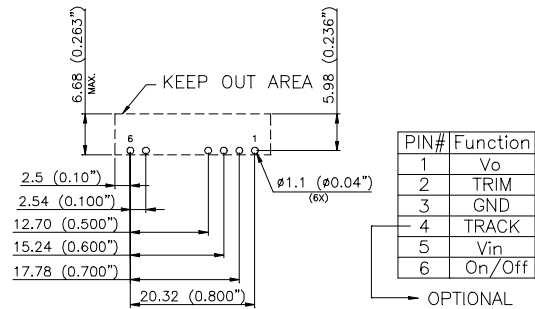 6.68 (0.263")
MAX.
KEEP OUT AREA
5.98 (0.236")
6
1
2.5 (0.10")
2.54 (0.100")
12.70 (0.500")
15.24 (0.600")
17.78 (0.700")
20.32 (0.800")
ø1.1 (ø0.04")
(6X)
PIN# Function
1 Vo
2 TRIM
3 GND
4 TRACK
5 Vin
6 On/Off
OPTIONAL